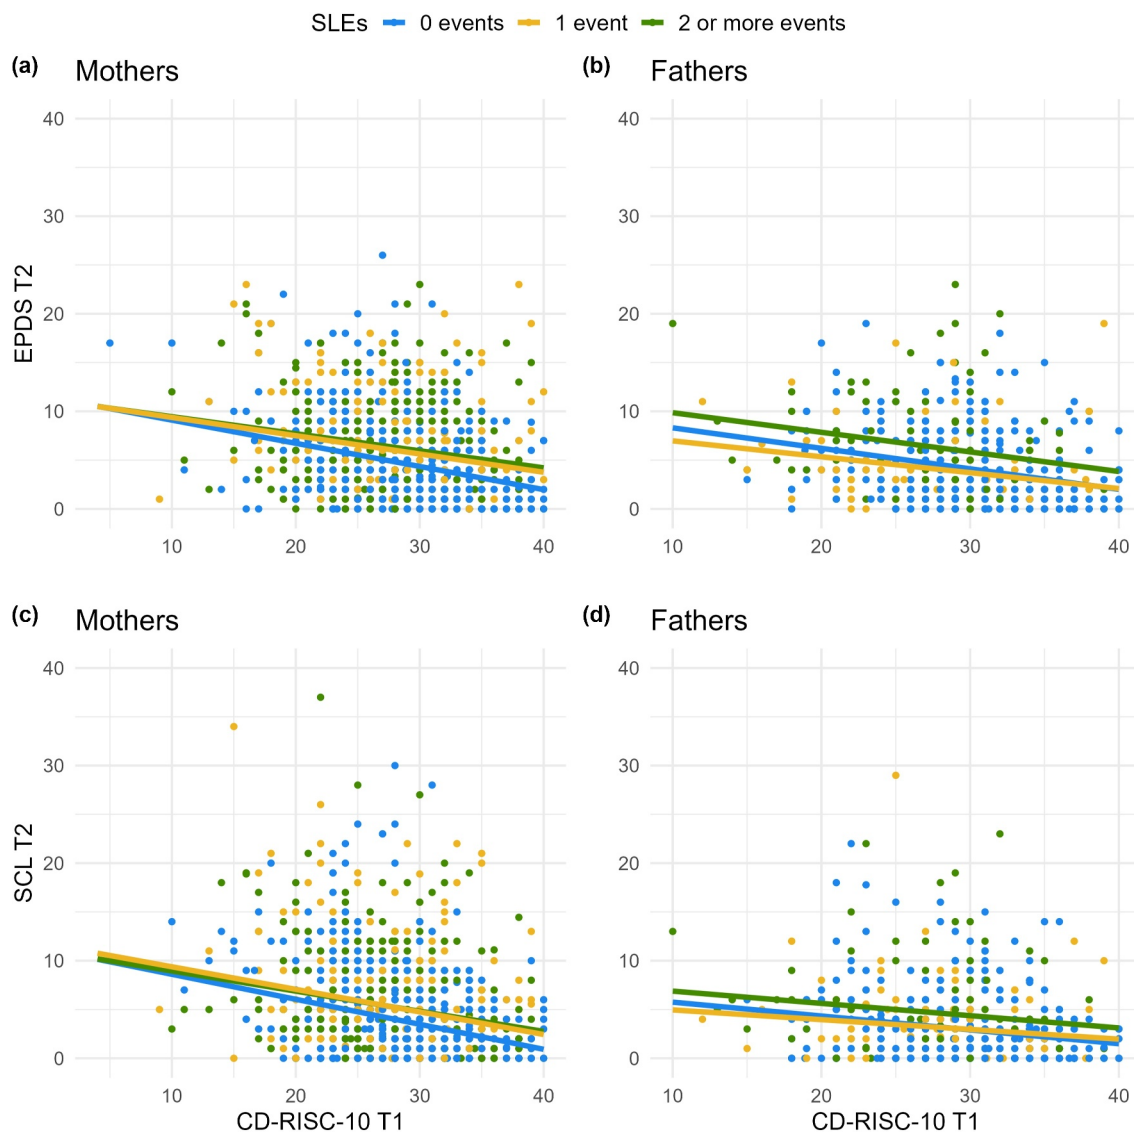 SLEs 0 events 1 event 2 or more events
(a) Mothers
(b) Fathers
40
30
20
10
0
EPDS T2
10 20 30 40
40
30
20
10
0
10 20 30 40
(c) Mothers
(d) Fathers
40
30
20
10
0
SCL T2
10 20 30 40
CD-RISC-10 T1
40
30
20
10
0
10 20 30 40
CD-RISC-10 T1